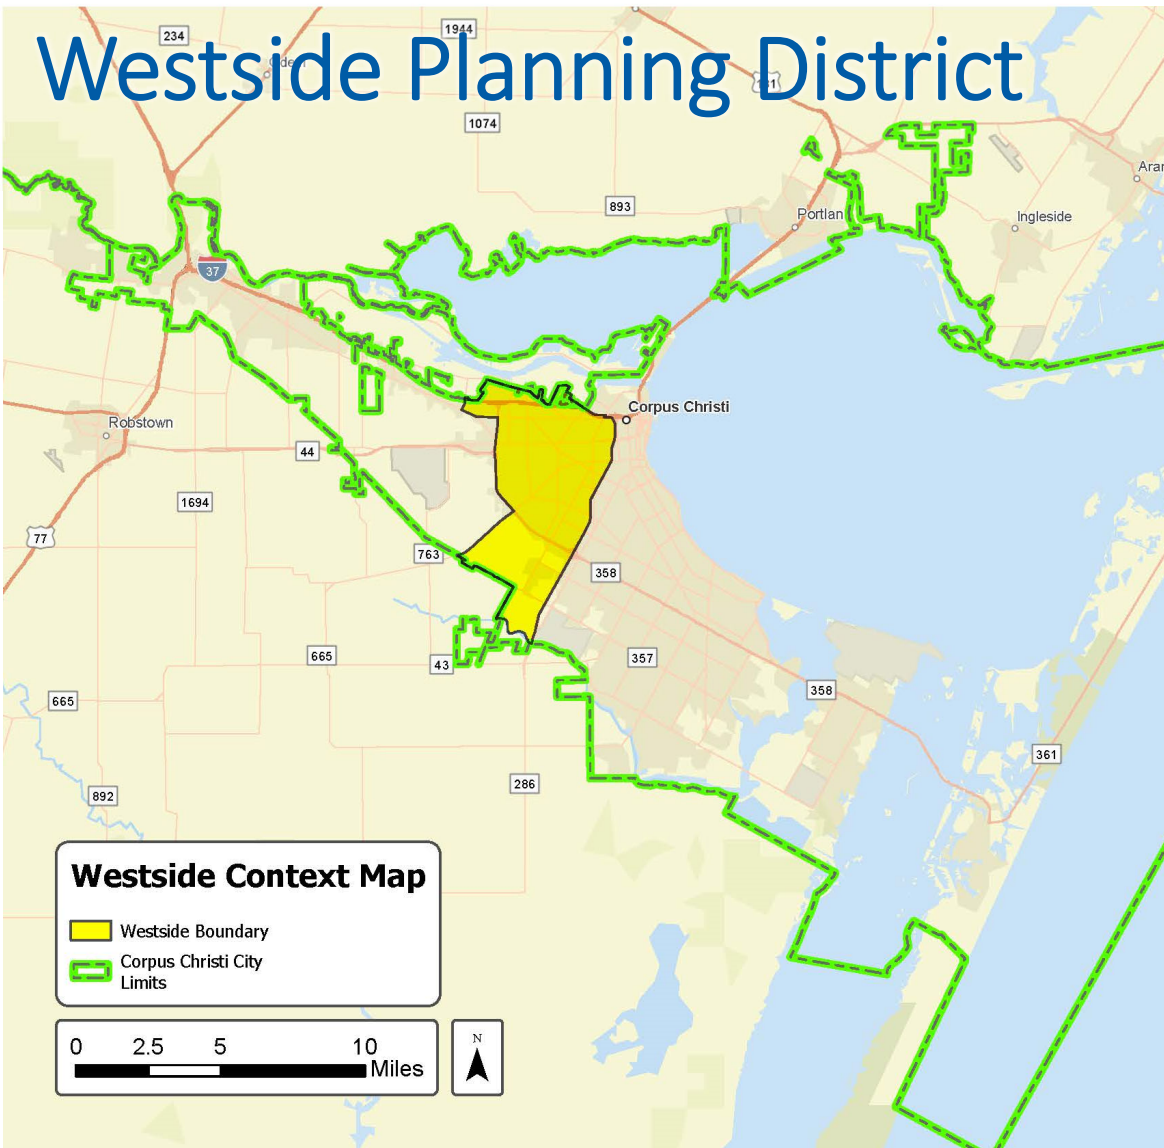 Westside Planning District
234
1944
1074
893
Portlan
Ingleside
Aran
37
Corpus Christi
Robstown
44
1694
77
763
358
665
43
357
665
358
361
892
286
Westside Context Map
Westside Boundary
Corpus Christi City
Limits
0 2.5 5 10
Miles
N